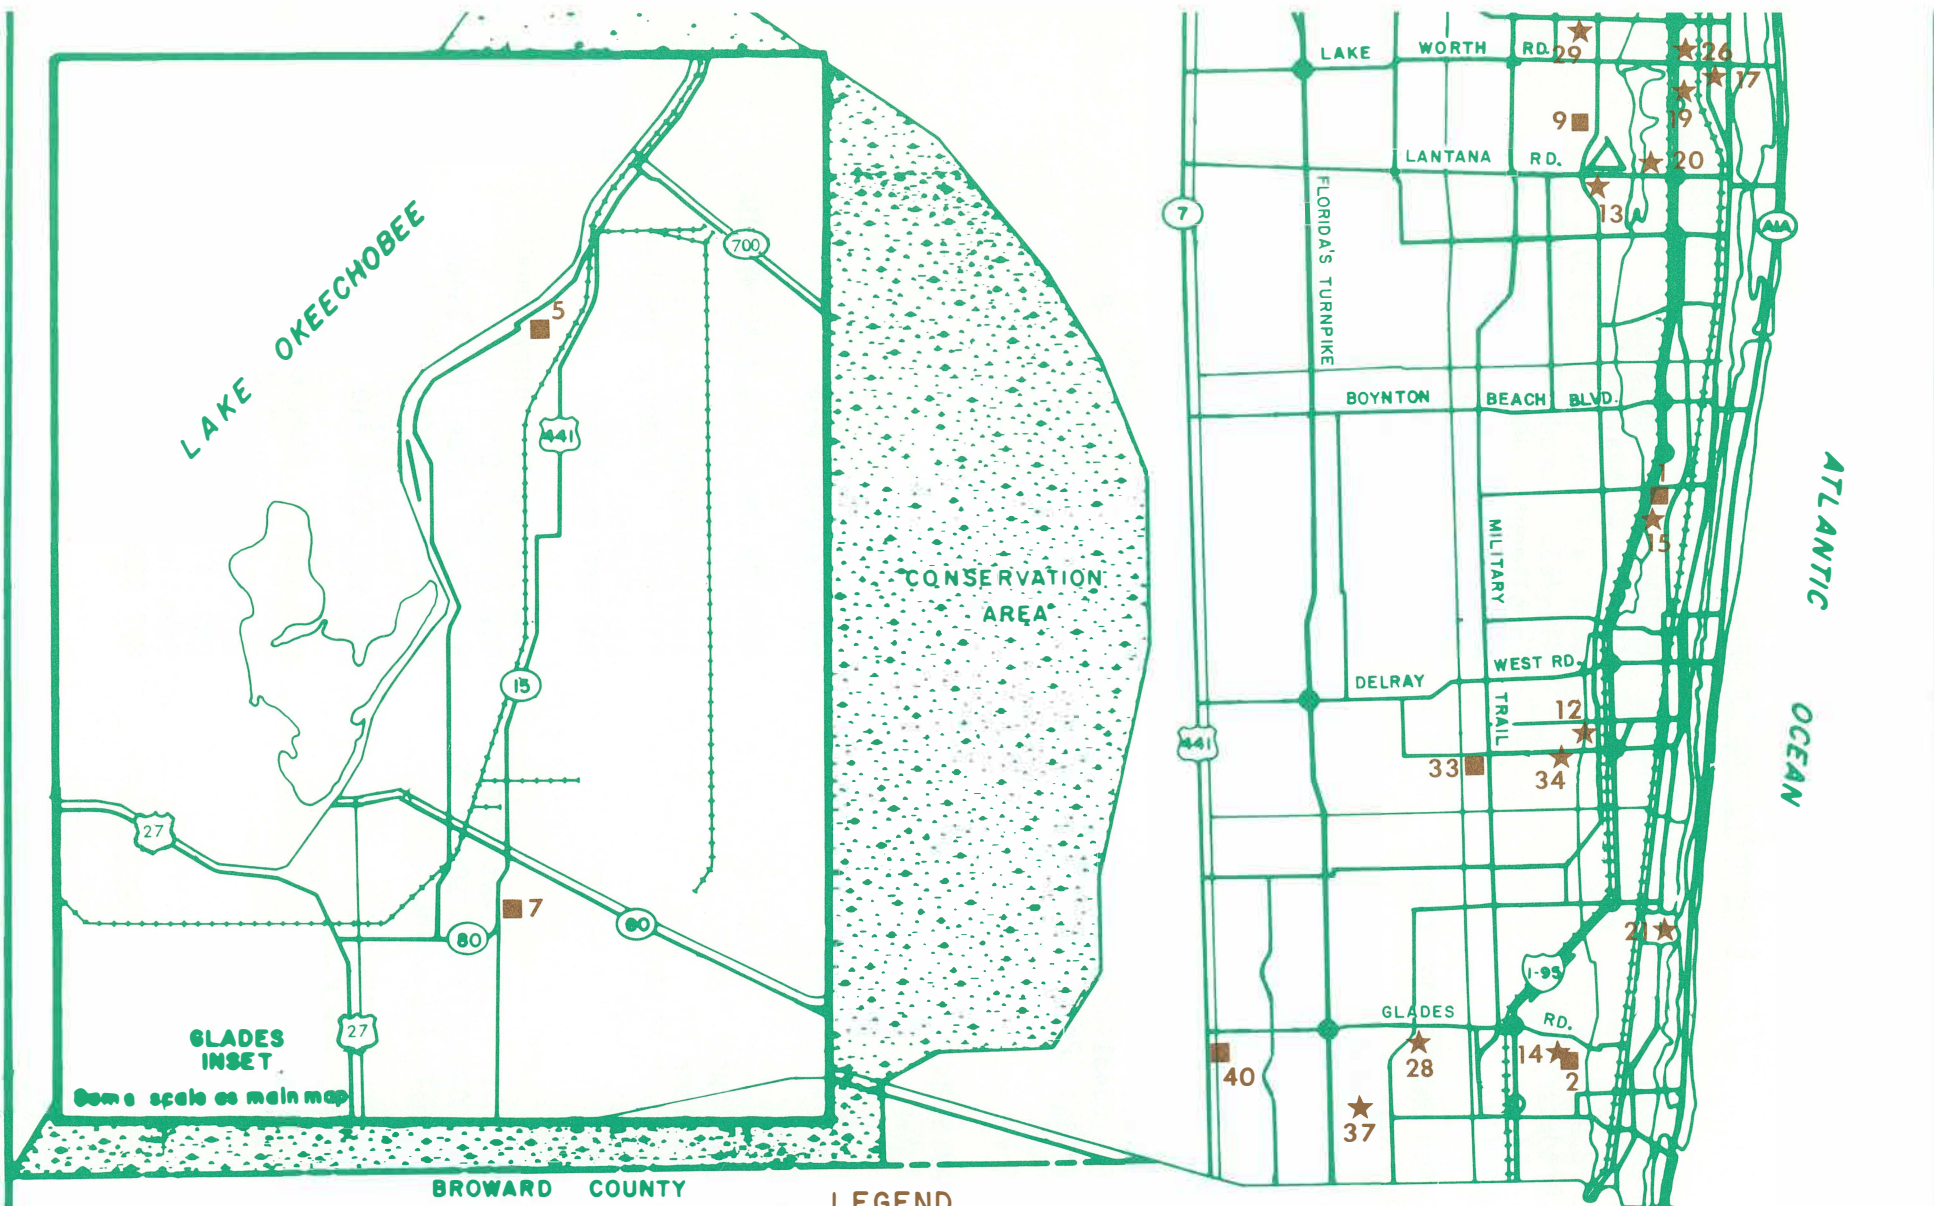 LAKE WORTH RD.
29
26
17
19
9
LANTANA RD.
20
13
7
A1A
FLORIDA'S TURNPIKE
LAKE OKEECHOBEE
700
5
441
BOYNTON BEACH BLVD.
1
15
MILITARY TRAIL
ATLANTIC OCEAN
CONSERVATION
AREA
WEST RD.
DELRAY
15
12
441
33
34
27
7
80
80
21
I-95
27
GLADES RD.
GLADES
INSET
Same scale as main map
40
28
14
2
37
BROWARD COUNTY
LEGEND